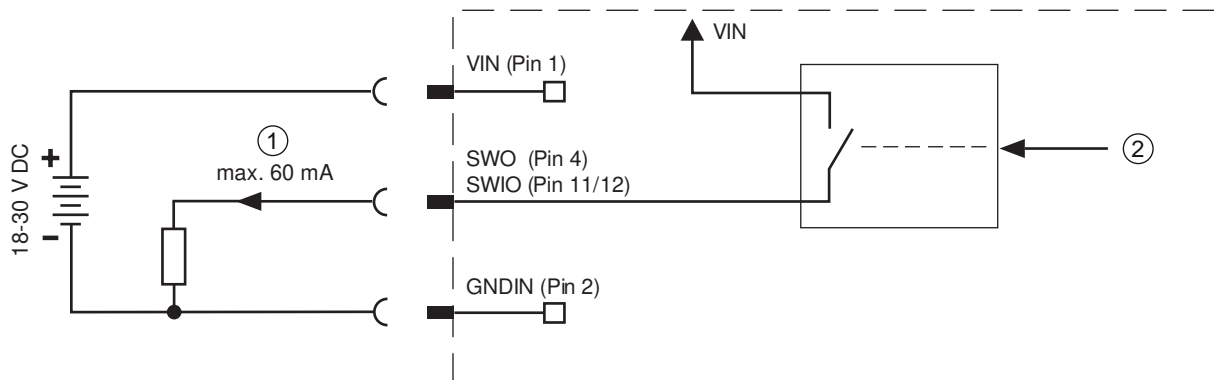 VIN
VIN (Pin 1)
①
max. 60 mA
+
18-30 V DC
-
SWO (Pin 4)
SWIO (Pin 11/12)
②
GNDIN (Pin 2)